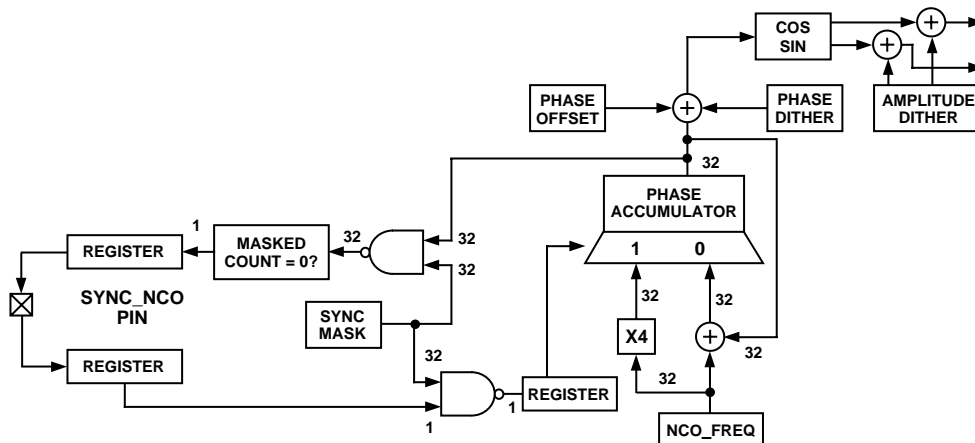 COS
SIN
PHASE
OFFSET
PHASE
DITHER
AMPLITUDE
DITHER
32
32
PHASE
ACCUMULATOR
1 0
32
32
1
MASKED
COUNT = 0?
REGISTER
SYNC_NCO
PIN
32
32
X4
32
SYNC
MASK
32
32
REGISTER
1
1
REGISTER
NCO_FREQ